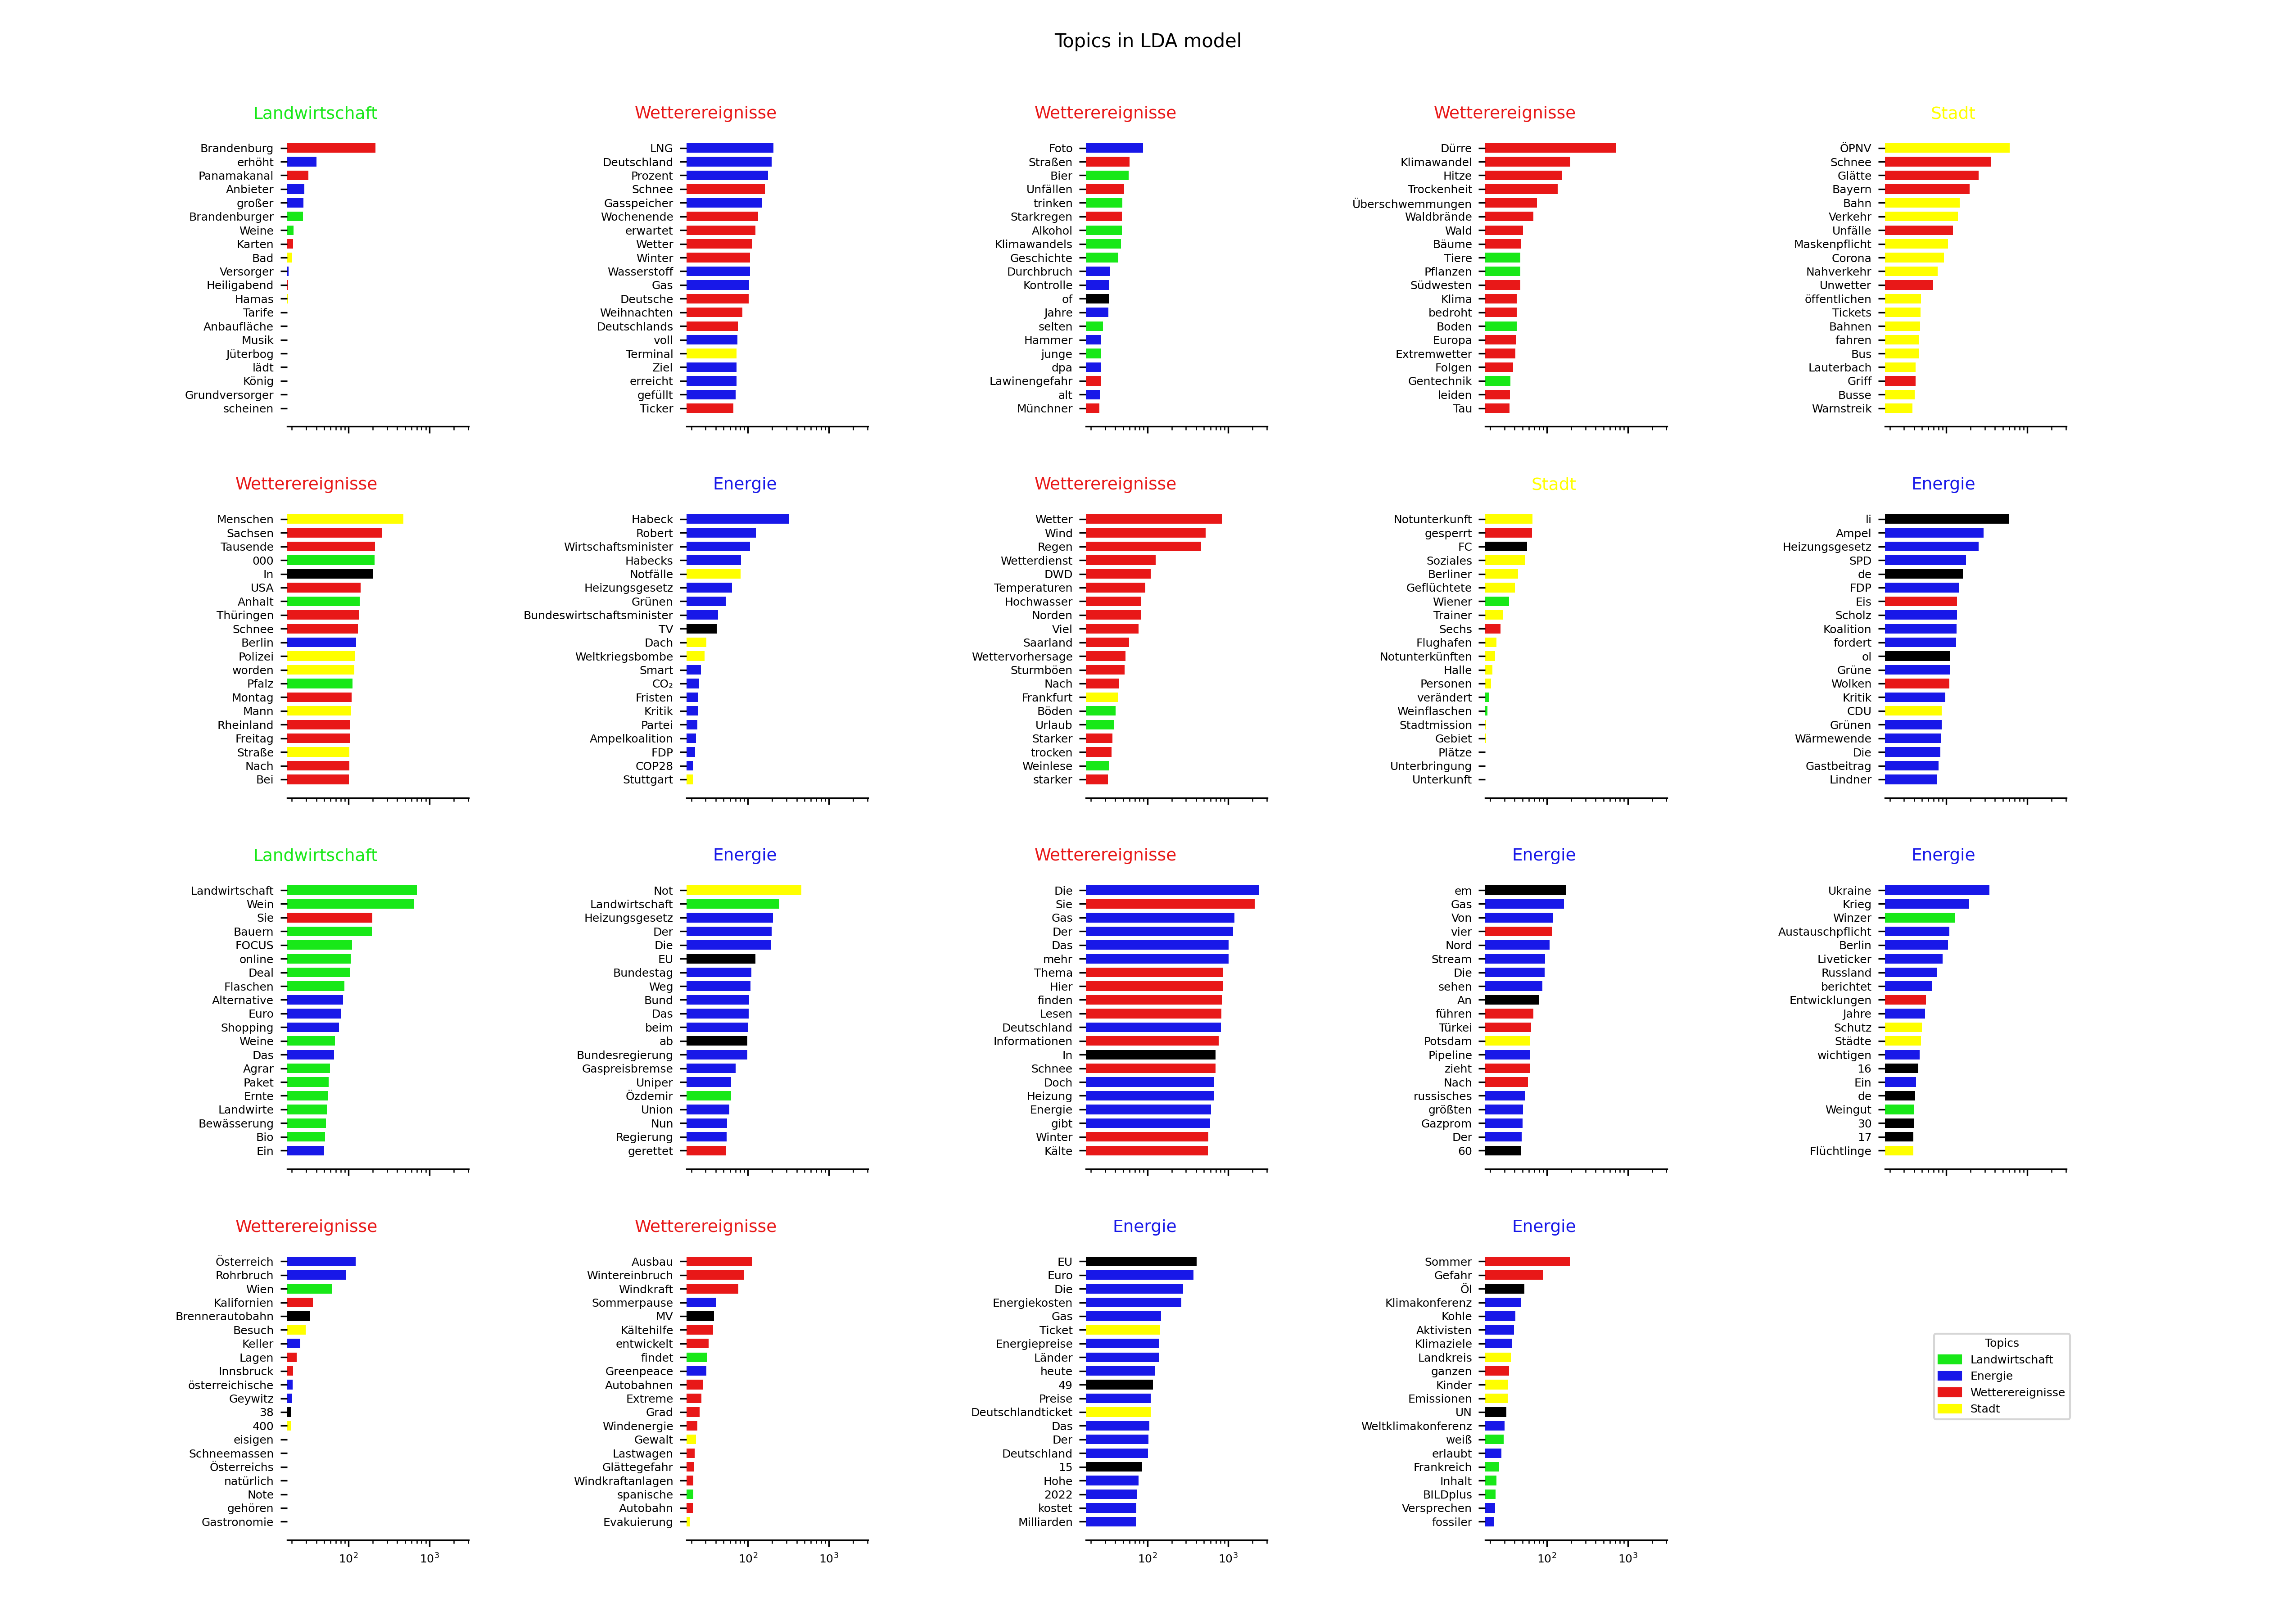 Topics in LDA model
Landwirtschaft
Brandenburg
erhöht
Panamakanal
Anbieter
großer
Brandenburger
Weine
Karten
Bad
Versorger
Heiligabend
Hamas
Tarife
Anbaufläche
Musik
Jüterbog
lädt
König
Grundversorger
scheinen
Wetterereignisse
LNG
Deutschland
Prozent
Schnee
Gasspeicher
Wochenende
erwartet
Wetter
Winter
Wasserstoff
Gas
Deutsche
Weihnachten
Deutschlands
voll
Terminal
Ziel
erreicht
gefüllt
Ticker
Wetterereignisse
Foto
Straßen
Bier
Unfällen
trinken
Starkregen
Alkohol
Klimawandels
Geschichte
Durchbruch
Kontrolle
of
Jahre
selten
Hammer
junge
dpa
Lawinengefahr
alt
Münchner
Wetterereignisse
Dürre
Klimawandel
Hitze
Trockenheit
Überschwemmungen
Waldbrände
Wald
Bäume
Tiere
Pflanzen
Südwesten
Klima
bedroht
Boden
Europa
Extremwetter
Folgen
Gentechnik
leiden
Tau
Stadt
ÖPNV
Schnee
Glätte
Bayern
Bahn
Verkehr
Unfälle
Maskenpflicht
Corona
Nahverkehr
Unwetter
öffentlichen
Tickets
Bahnen
fahren
Bus
Lauterbach
Griff
Busse
Warnstreik
Wetterereignisse
Menschen
Sachsen
Tausende
000
In
USA
Anhalt
Thüringen
Schnee
Berlin
Polizei
worden
Pfalz
Montag
Mann
Rheinland
Freitag
Straße
Nach
Bei
Energie
Habeck
Robert
Wirtschaftsminister
Habecks
Notfälle
Heizungsgesetz
Grünen
Bundeswirtschaftsminister
TV
Dach
Weltkriegsbombe
Smart
CO₂
Fristen
Kritik
Partei
Ampelkoalition
FDP
COP28
Stuttgart
Wetterereignisse
Wetter
Wind
Regen
Wetterdienst
DWD
Temperaturen
Hochwasser
Norden
Viel
Saarland
Wettervorhersage
Sturmböen
Nach
Frankfurt
Böden
Urlaub
Starker
trocken
Weinlese
starker
Stadt
Notunterkunft
gesperrt
FC
Soziales
Berliner
Geflüchtete
Wiener
Trainer
Sechs
Flughafen
Notunterkünften
Halle
Personen
verändert
Weinflaschen
Stadtmission
Gebiet
Plätze
Unterbringung
Unterkunft
Energie
li
Ampel
Heizungsgesetz
SPD
de
FDP
Eis
Scholz
Koalition
fordert
ol
Grüne
Wolken
Kritik
CDU
Grünen
Wärmewende
Die
Gastbeitrag
Lindner
Landwirtschaft
Landwirtschaft
Wein
Sie
Bauern
FOCUS
online
Deal
Flaschen
Alternative
Euro
Shopping
Weine
Das
Agrar
Paket
Ernte
Landwirte
Bewässerung
Bio
Ein
Energie
Not
Landwirtschaft
Heizungsgesetz
Der
Die
EU
Bundestag
Weg
Bund
Das
beim
ab
Bundesregierung
Gaspreisbremse
Uniper
Özdemir
Union
Nun
Regierung
gerettet
Wetterereignisse
Die
Sie
Gas
Der
Das
mehr
Thema
Hier
finden
Lesen
Deutschland
Informationen
In
Schnee
Doch
Heizung
Energie
gibt
Winter
Kälte
Energie
em
Gas
Von
vier
Nord
Stream
Die
sehen
An
führen
Türkei
Potsdam
Pipeline
zieht
Nach
russisches
größten
Gazprom
Der
60
Energie
Ukraine
Krieg
Winzer
Austauschpflicht
Berlin
Liveticker
Russland
berichtet
Entwicklungen
Jahre
Schutz
Städte
wichtigen
16
Ein
de
Weingut
30
17
Flüchtlinge
Wetterereignisse
Österreich
Rohrbruch
Wien
Kalifornien
Brennerautobahn
Besuch
Keller
Lagen
Innsbruck
österreichische
Geywitz
38
400
eisigen
Schneemassen
Österreichs
natürlich
Note
gehören
Gastronomie
10²
10³
Wetterereignisse
Ausbau
Wintereinbruch
Windkraft
Sommerpause
MV
Kältehilfe
entwickelt
findet
Greenpeace
Autobahnen
Extreme
Grad
Windenergie
Gewalt
Lastwagen
Glättegefahr
Windkraftanlagen
spanische
Autobahn
Evakuierung
10²
10³
Energie
EU
Euro
Die
Energiekosten
Gas
Ticket
Energiepreise
Länder
heute
49
Preise
Deutschlandticket
Das
Der
Deutschland
15
Hohe
2022
kostet
Milliarden
10²
10³
Energie
Sommer
Gefahr
Öl
Klimakonferenz
Kohle
Aktivisten
Klimaziele
Landkreis
ganzen
Kinder
Emissionen
UN
Weltklimakonferenz
weiß
erlaubt
Frankreich
Inhalt
BILDplus
Versprechen
fossiler
10²
10³
Topics
Landwirtschaft
Energie
Wetterereignisse
Stadt